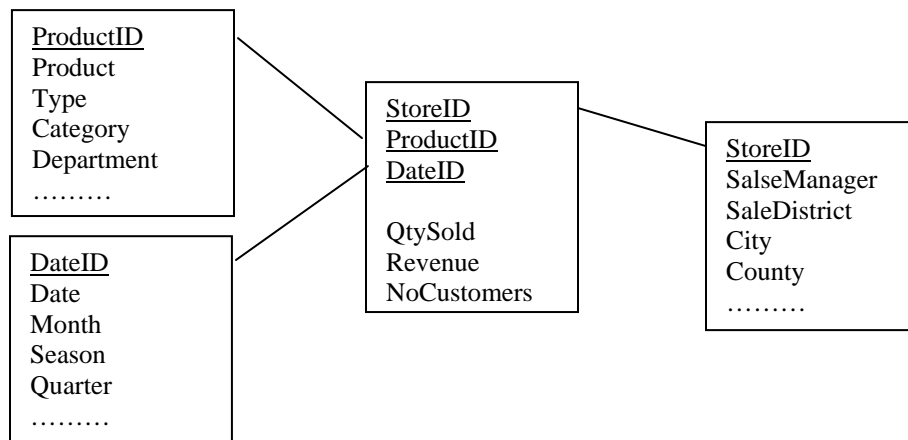 ProductID
Product
Type
Category
Department
………
DateID
Date
Month
Season
Quarter
………
StoreID
ProductID
DateID
QtySold
Revenue
NoCustomers
StoreID
SalseManager
SaleDistrict
City
County
………